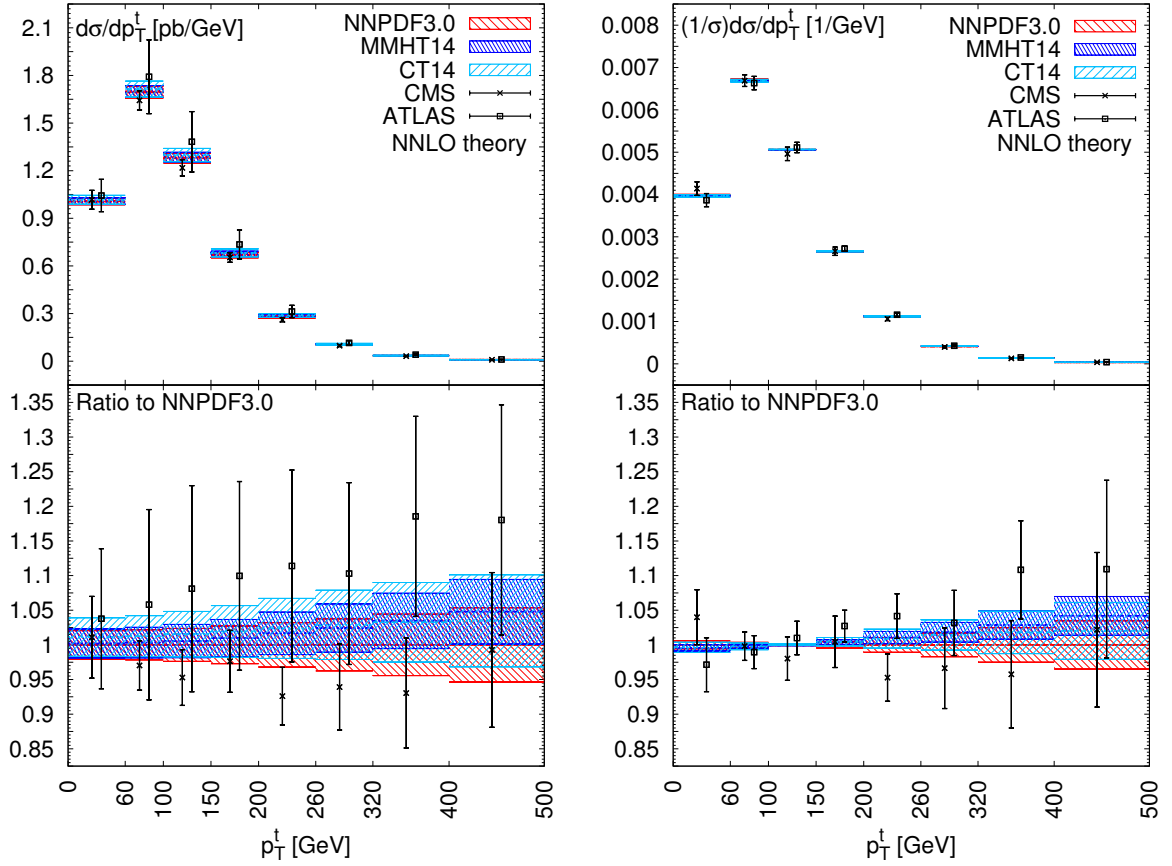 dσ/dp_T^t [pb/GeV]
NNPDF3.0
MMHT14
CT14
CMS
ATLAS
NNLO theory
2.1
1.8
1.5
1.2
0.9
0.6
0.3
0
Ratio to NNPDF3.0
1.35
1.3
1.25
1.2
1.15
1.1
1.05
1
0.95
0.9
0.85
0 60 100 150 200 260 320 400 500
p_T^t [GeV]
(1/σ)dσ/dp_T^t [1/GeV]
NNPDF3.0
MMHT14
CT14
CMS
ATLAS
NNLO theory
0.008
0.007
0.006
0.005
0.004
0.003
0.002
0.001
0
Ratio to NNPDF3.0
1.35
1.3
1.25
1.2
1.15
1.1
1.05
1
0.95
0.9
0.85
0 60 100 150 200 260 320 400 500
p_T^t [GeV]